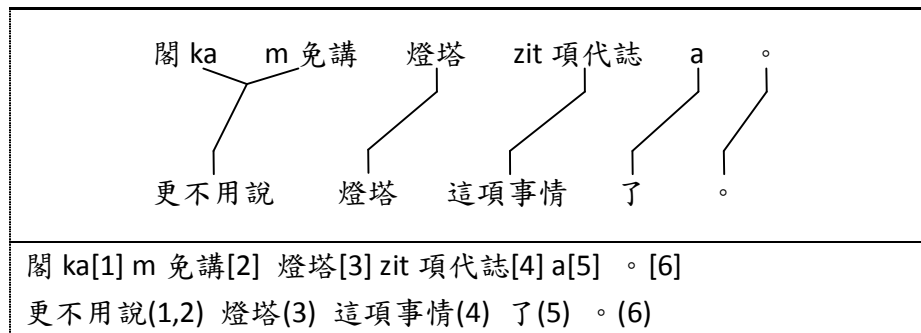 閣 ka m 免講 燈塔 zit 項代誌 a 。
更不用說 燈塔 這項事情 了 。
閣 ka[1] m 免講[2] 燈塔[3] zit 項代誌[4] a[5] 。[6]
更不用說(1,2) 燈塔(3) 這項事情(4) 了(5) 。(6)